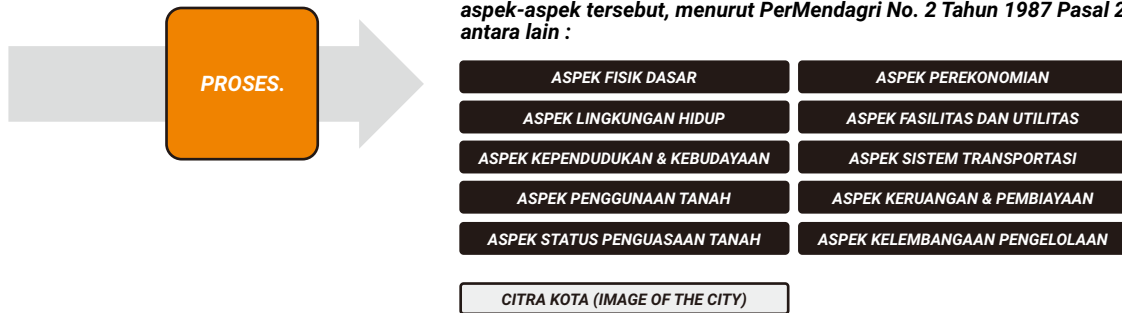 aspek-aspek tersebut, menurut PerMendagri No. 2 Tahun 1987 Pasal 2
antara lain :
PROSES.
ASPEK FISIK DASAR
ASPEK PEREKONOMIAN
ASPEK LINGKUNGAN HIDUP
ASPEK FASILITAS DAN UTILITAS
ASPEK KEPENDUDUKAN & KEBUDAYAAN
ASPEK SISTEM TRANSPORTASI
ASPEK PENGGUNAAN TANAH
ASPEK KERUANGAN & PEMBIAYAAN
ASPEK STATUS PENGUASAAN TANAH
ASPEK KELEMBANGAAN PENGELOLAAN
CITRA KOTA (IMAGE OF THE CITY)